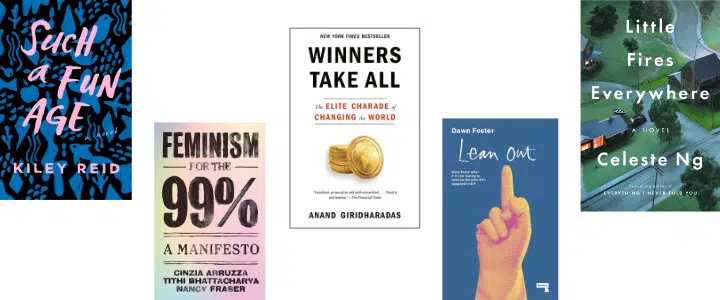 Such
a FUN
AGE
a novel
KILEY REID
FEMINISM
FOR THE
99%
A MANIFESTO
CINZIA ARRUZZA
TITHI BHATTACHARYA
NANCY FRASER
NEW YORK TIMES BESTSELLER
WINNERS
TAKE ALL
The ELITE CHARADE of
CHANGING the WORLD
ANAND GIRIDHARADAS
Dawn Foster
Lean Out
Little
Fires
Everywhere
A NOVEL
Celeste Ng
EVERYTHING I NEVER TOLD YOU